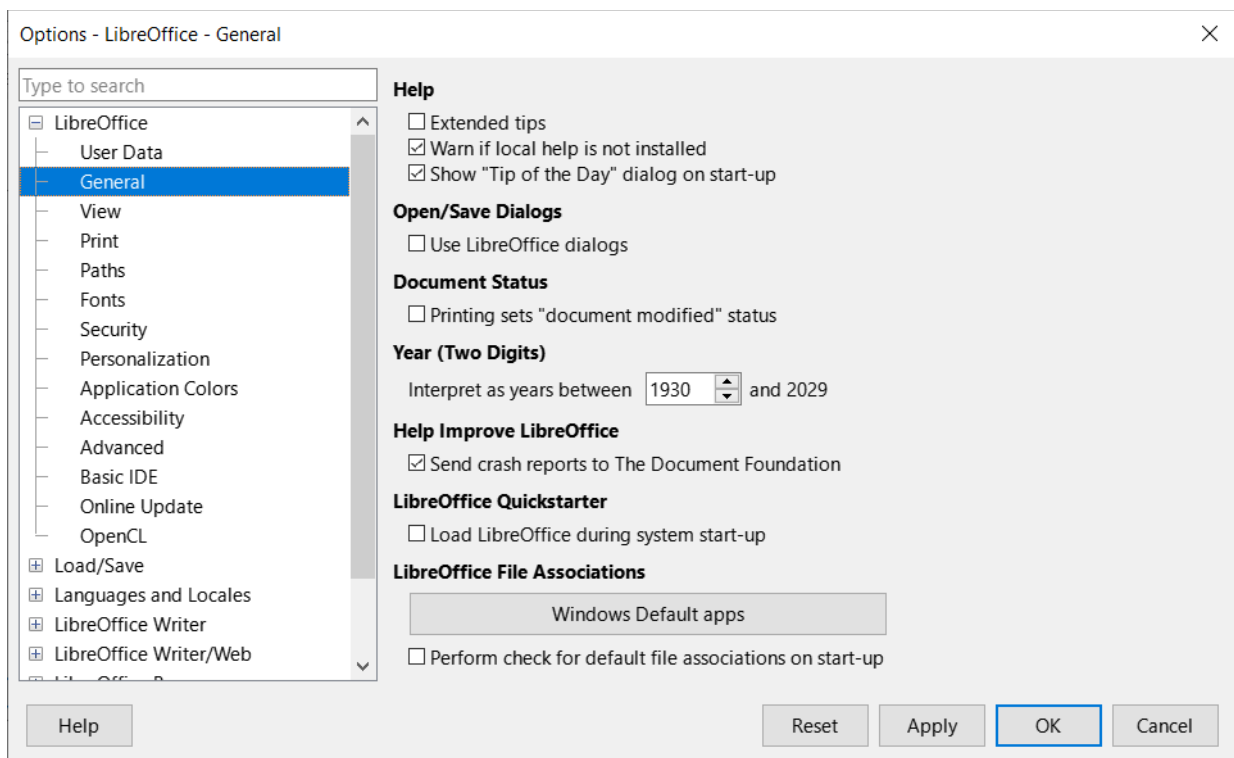 Options - LibreOffice - General
Type to search
LibreOffice
User Data
General
View
Print
Paths
Fonts
Security
Personalization
Application Colors
Accessibility
Advanced
Basic IDE
Online Update
OpenCL
Load/Save
Languages and Locales
LibreOffice Writer
LibreOffice Writer/Web
Help
Extended tips
Warn if local help is not installed
Show "Tip of the Day" dialog on start-up
Open/Save Dialogs
Use LibreOffice dialogs
Document Status
Printing sets "document modified" status
Year (Two Digits)
Interpret as years between 1930 and 2029
Help Improve LibreOffice
Send crash reports to The Document Foundation
LibreOffice Quickstarter
Load LibreOffice during system start-up
LibreOffice File Associations
Windows Default apps
Perform check for default file associations on start-up
Help Reset Apply OK Cancel